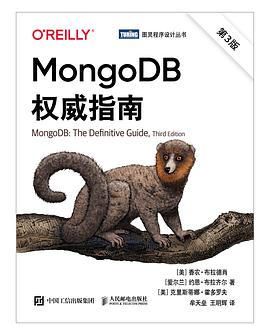 O'REILLY®
TURING 图灵程序设计丛书
第3版
MongoDB
权威指南
MongoDB: The Definitive Guide, Third Edition
[美] 香农·布拉德肖
[爱尔兰] 约恩·布拉齐尔 著
[美] 克里斯蒂娜·霍多罗夫
牟天垒 王明辉 译
中国工信出版集团
人民邮电出版社